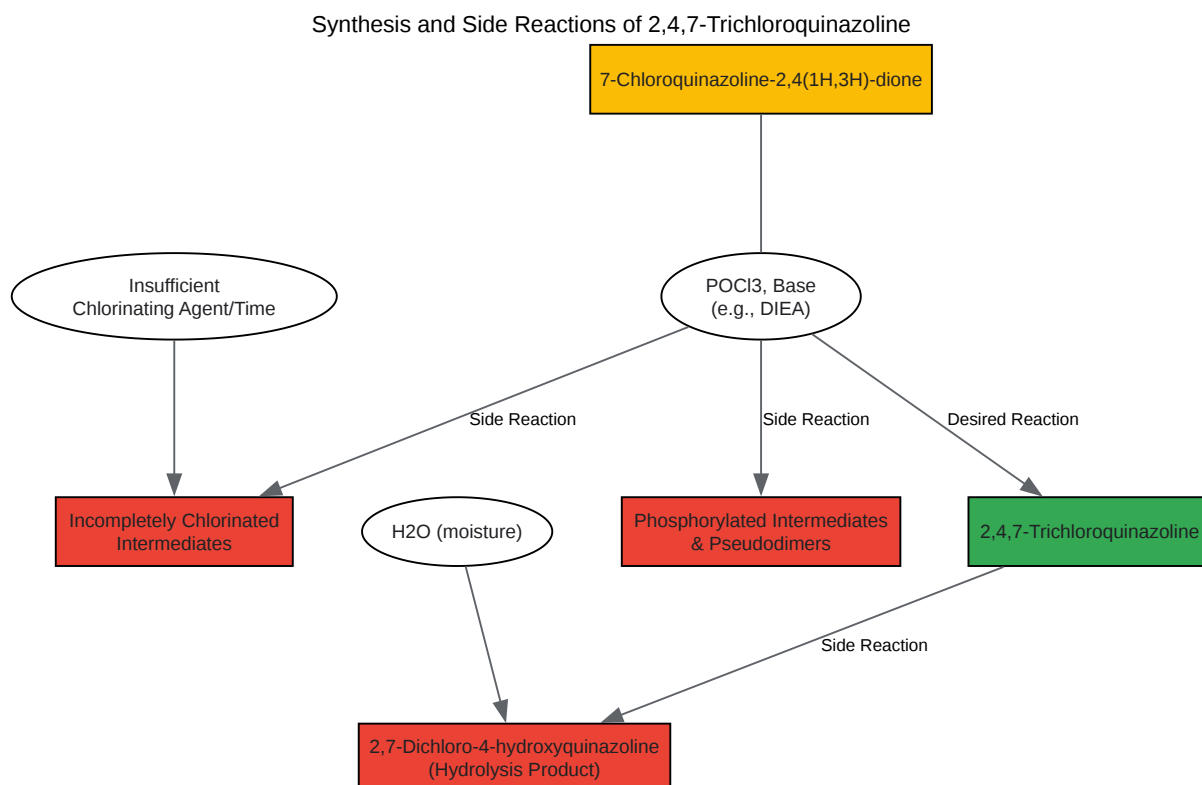 Synthesis and Side Reactions of 2,4,7-Trichloroquinazoline
7-Chloroquinazoline-2,4(1H,3H)-dione
Insufficient
Chlorinating Agent/Time
POCl3, Base
(e.g., DIEA)
Side Reaction
Side Reaction
Desired Reaction
Incompletely Chlorinated
Intermediates
H2O (moisture)
Phosphorylated Intermediates
& Pseudodimers
2,4,7-Trichloroquinazoline
Side Reaction
2,7-Dichloro-4-hydroxyquinazoline
(Hydrolysis Product)